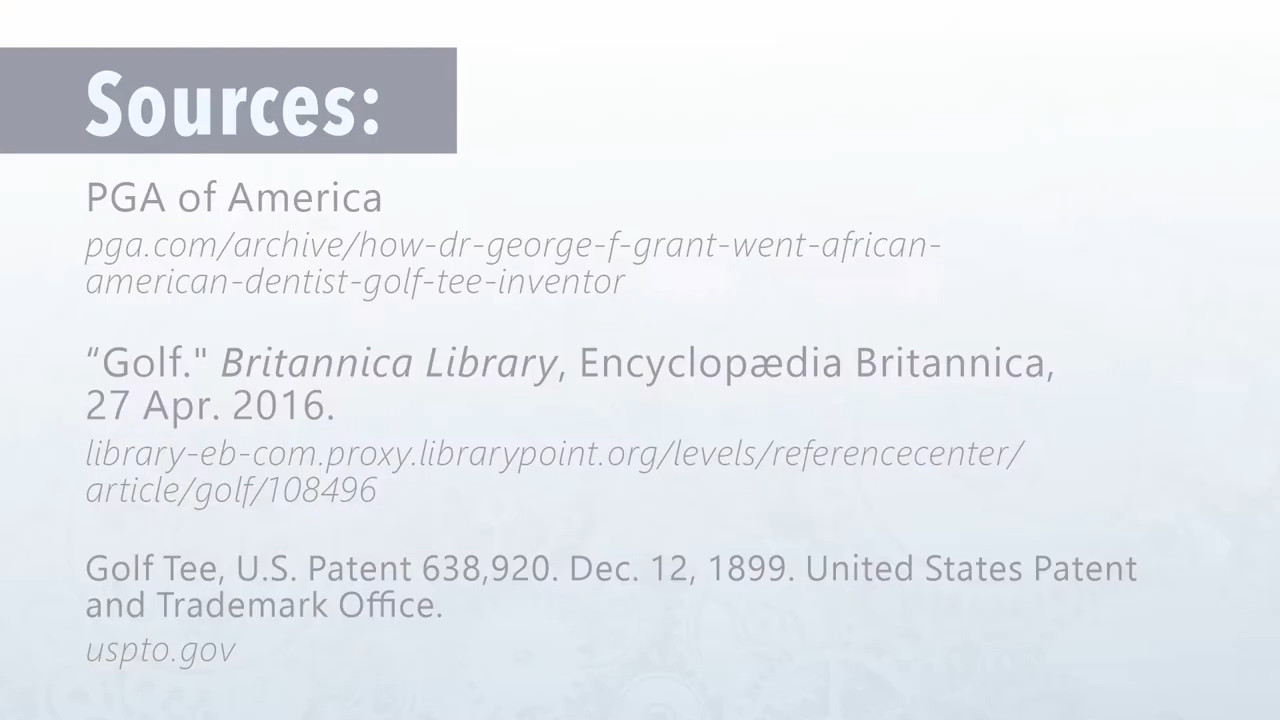 Sources:
PGA of America
pga.com/archive/how-dr-george-f-grant-went-african-
american-dentist-golf-tee-inventor
“Golf." Britannica Library, Encyclopædia Britannica,
27 Apr. 2016.
library-eb-com.proxy.librarypoint.org/levels/referencecenter/
article/golf/108496
Golf Tee, U.S. Patent 638,920. Dec. 12, 1899. United States Patent
and Trademark Office.
uspto.gov